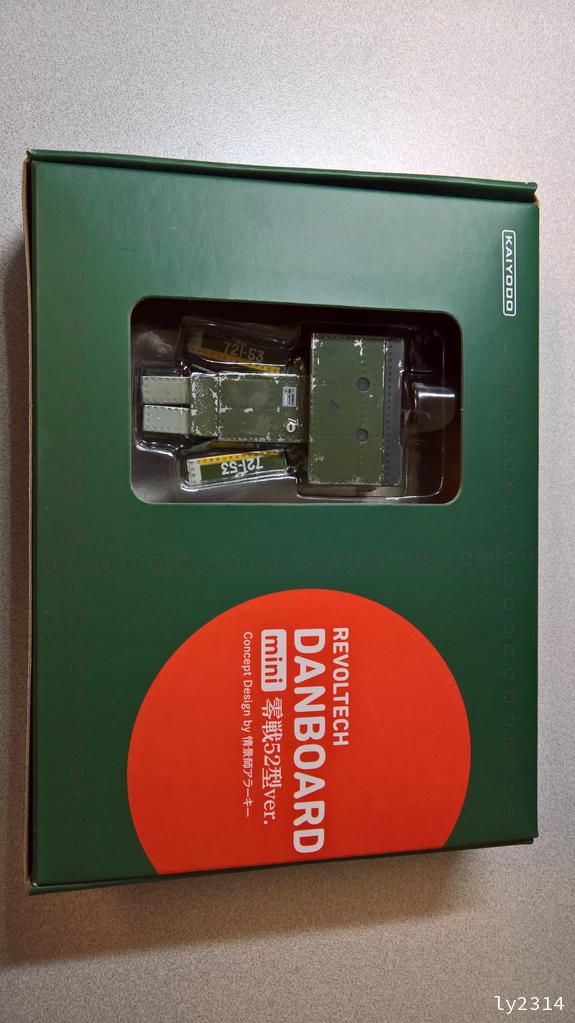 KAIYODO
721-53
721-53
REVOLTECH
DANBOARD
mini 零戦52型ver.
Concept Design by 情景師アラーキー
ly2314